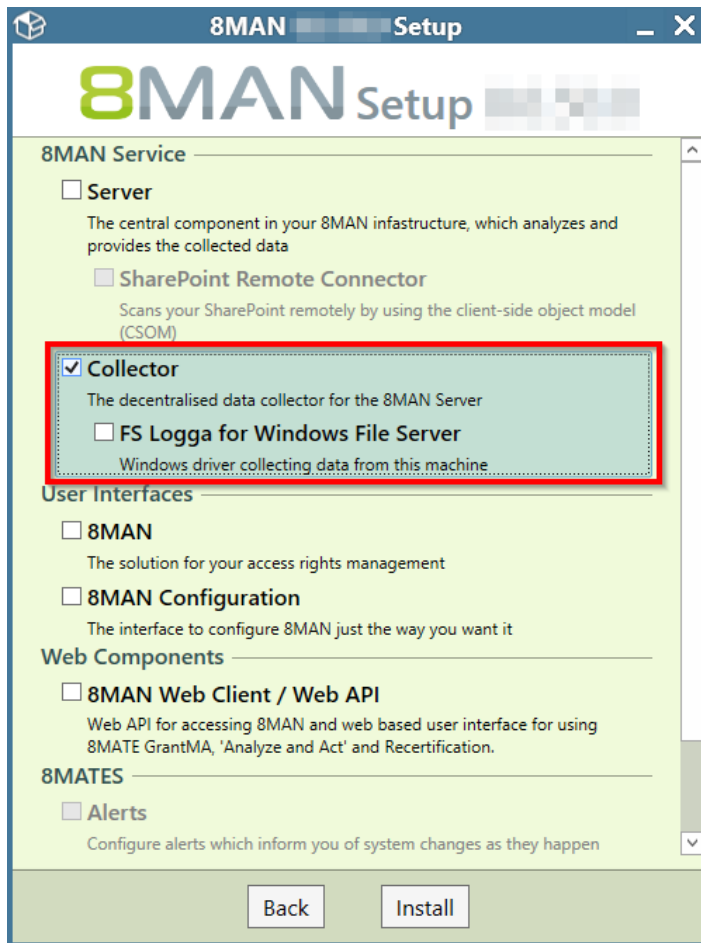 8MAN Setup
8MAN Setup
8MAN Service
Server
The central component in your 8MAN infastructure, which analyzes and
provides the collected data
SharePoint Remote Connector
Scans your SharePoint remotely by using the client-side object model
(CSOM)
Collector
The decentralised data collector for the 8MAN Server
FS Logga for Windows File Server
Windows driver collecting data from this machine
User Interfaces
8MAN
The solution for your access rights management
8MAN Configuration
The interface to configure 8MAN just the way you want it
Web Components
8MAN Web Client / Web API
Web API for accessing 8MAN and web based user interface for using
8MATE GrantMA, 'Analyze and Act' and Recertification.
8MATES
Alerts
Configure alerts which inform you of system changes as they happen
Back Install